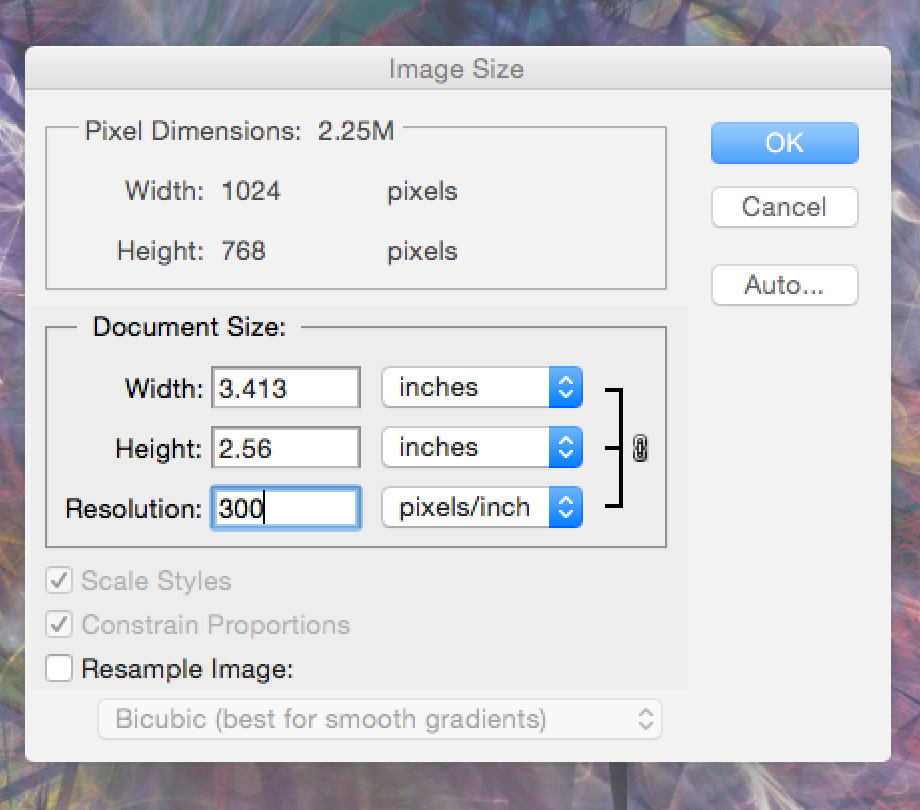 Image Size
Pixel Dimensions: 2.25M
Width: 1024 pixels
Height: 768 pixels
OK
Cancel
Auto...
Document Size:
Width: 3.413 inches
Height: 2.56 inches
Resolution: 300 pixels/inch
Scale Styles
Constrain Proportions
Resample Image:
Bicubic (best for smooth gradients)